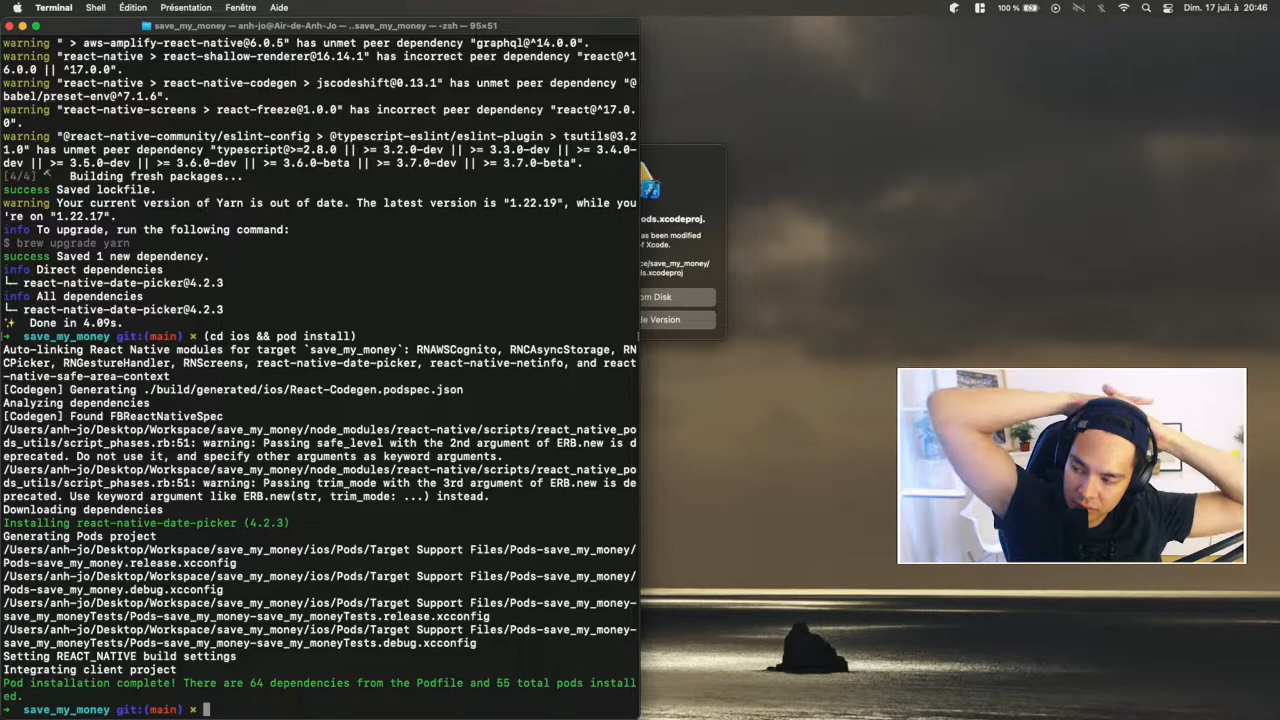 Terminal Shell Édition Présentation Fenêtre Aide 100 % Dim. 17 juil. à 20:46
save_my_money — anh-jo@Air-de-Anh-Jo — ..save_my_money — -zsh — 95×51
warning " > aws-amplify-react-native@6.0.5" has unmet peer dependency "graphql@^14.0.0".
warning "react-native > react-shallow-renderer@16.14.1" has incorrect peer dependency "react@^1
6.0.0 || ^17.0.0".
warning "react-native > react-native-codegen > jscodeshift@0.13.1" has unmet peer dependency "@
babel/preset-env@^7.1.6".
warning "react-native-screens > react-freeze@1.0.0" has incorrect peer dependency "react@^17.0.
0".
warning "@react-native-community/eslint-config > @typescript-eslint/eslint-plugin > tsutils@3.2
1.0" has unmet peer dependency "typescript@>=2.8.0 || >= 3.2.0-dev || >= 3.3.0-dev || >= 3.4.0-
dev || >= 3.5.0-dev || >= 3.6.0-dev || >= 3.6.0-beta || >= 3.7.0-dev || >= 3.7.0-beta".
[4/4] Building fresh packages...
success Saved lockfile.
warning Your current version of Yarn is out of date. The latest version is "1.22.19", while you
're on "1.22.17".
info To upgrade, run the following command:
$ brew upgrade yarn
success Saved 1 new dependency.
info Direct dependencies
└─ react-native-date-picker@4.2.3
info All dependencies
└─ react-native-date-picker@4.2.3
✨ Done in 4.09s.
→ save_my_money git:(main) × (cd ios && pod install)
Auto-linking React Native modules for target `save_my_money`: RNAWSCognito, RNCAsyncStorage, RN
CPicker, RNGestureHandler, RNScreens, react-native-date-picker, react-native-netinfo, and react
-native-safe-area-context
[Codegen] Generating ./build/generated/ios/React-Codegen.podspec.json
Analyzing dependencies
[Codegen] Found FBReactNativeSpec
/Users/anh-jo/Desktop/Workspace/save_my_money/node_modules/react-native/scripts/react_native_po
ds_utils/script_phases.rb:51: warning: Passing safe_level with the 2nd argument of ERB.new is d
eprecated. Do not use it, and specify other arguments as keyword arguments.
/Users/anh-jo/Desktop/Workspace/save_my_money/node_modules/react-native/scripts/react_native_po
ds_utils/script_phases.rb:51: warning: Passing trim_mode with the 3rd argument of ERB.new is de
precated. Use keyword argument like ERB.new(str, trim_mode: ...) instead.
Downloading dependencies
Installing react-native-date-picker (4.2.3)
Generating Pods project
/Users/anh-jo/Desktop/Workspace/save_my_money/ios/Pods/Target Support Files/Pods-save_my_money/
Pods-save_my_money.release.xcconfig
/Users/anh-jo/Desktop/Workspace/save_my_money/ios/Pods/Target Support Files/Pods-save_my_money/
Pods-save_my_money.debug.xcconfig
/Users/anh-jo/Desktop/Workspace/save_my_money/ios/Pods/Target Support Files/Pods-save_my_money-
save_my_moneyTests/Pods-save_my_money-save_my_moneyTests.release.xcconfig
/Users/anh-jo/Desktop/Workspace/save_my_money/ios/Pods/Target Support Files/Pods-save_my_money-
save_my_moneyTests/Pods-save_my_money-save_my_moneyTests.debug.xcconfig
Setting REACT_NATIVE build settings
Integrating client project
Pod installation complete! There are 64 dependencies from the Podfile and 55 total pods install
ed.
→ save_my_money git:(main) ×
ods.xcodeproj.
has been modified
of Xcode.
ce/save_my_money/
ds.xcodeproj
om Disk
le Version